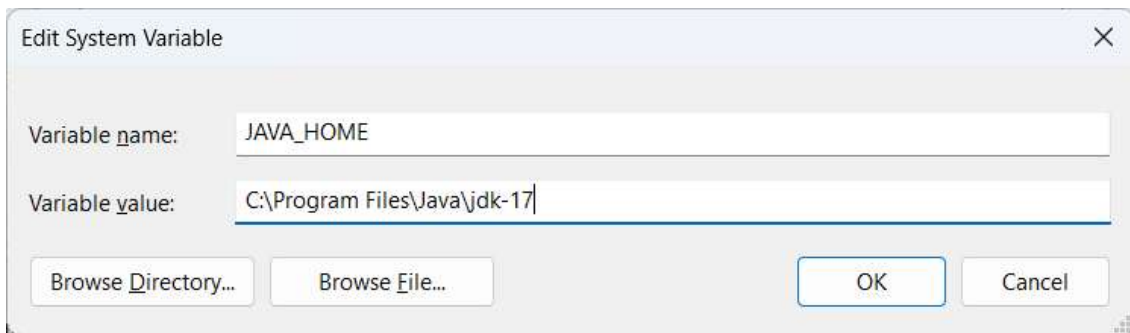 Edit System Variable
Variable name: JAVA_HOME
Variable value: C:\Program Files\Java\jdk-17
Browse Directory... Browse File... OK Cancel